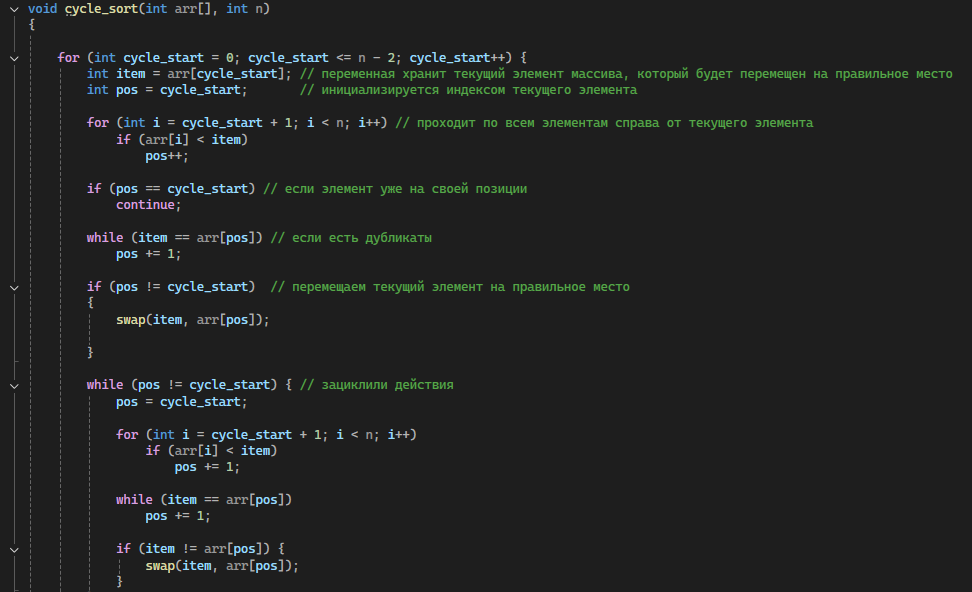 void cycle_sort(int arr[], int n)
{
for (int cycle_start = 0; cycle_start <= n - 2; cycle_start++) {
int item = arr[cycle_start]; // переменная хранит текущий элемент массива, который будет перемещен на правильное место
int pos = cycle_start; // инициализируется индексом текущего элемента
for (int i = cycle_start + 1; i < n; i++) // проходит по всем элементам справа от текущего элемента
if (arr[i] < item)
pos++;
if (pos == cycle_start) // если элемент уже на своей позиции
continue;
while (item == arr[pos]) // если есть дубликаты
pos += 1;
if (pos != cycle_start) // перемещаем текущий элемент на правильное место
{
swap(item, arr[pos]);
}
while (pos != cycle_start) { // зациклили действия
pos = cycle_start;
for (int i = cycle_start + 1; i < n; i++)
if (arr[i] < item)
pos += 1;
while (item == arr[pos])
pos += 1;
if (item != arr[pos]) {
swap(item, arr[pos]);
}